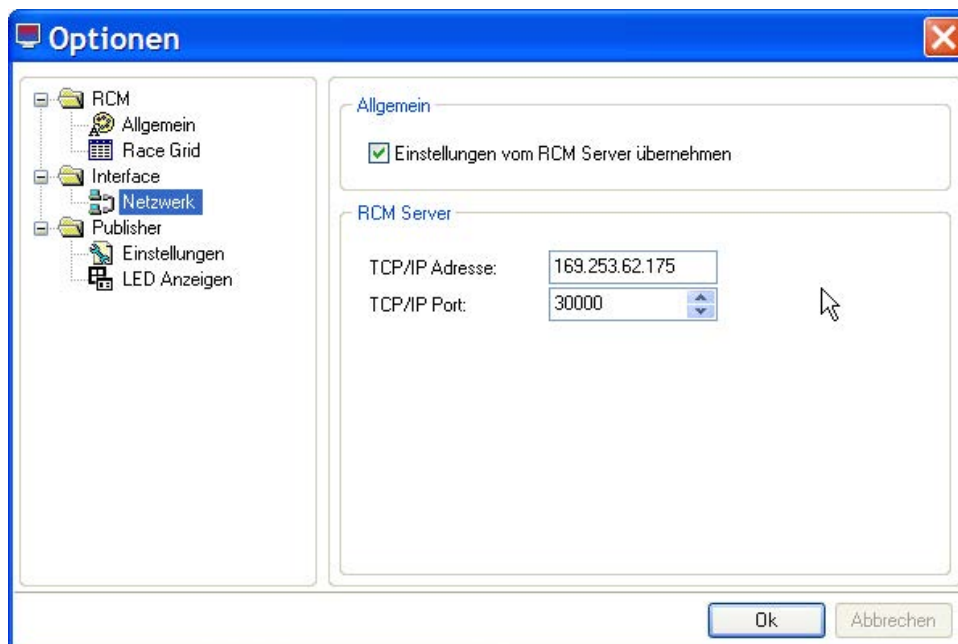 Optionen
RCM
Allgemein
Race Grid
Interface
Netzwerk
Publisher
Einstellungen
LED Anzeigen
Allgemein
Einstellungen vom RCM Server übernehmen
RCM Server
TCP/IP Adresse: 169.253.62.175
TCP/IP Port: 30000
Ok Abbrechen